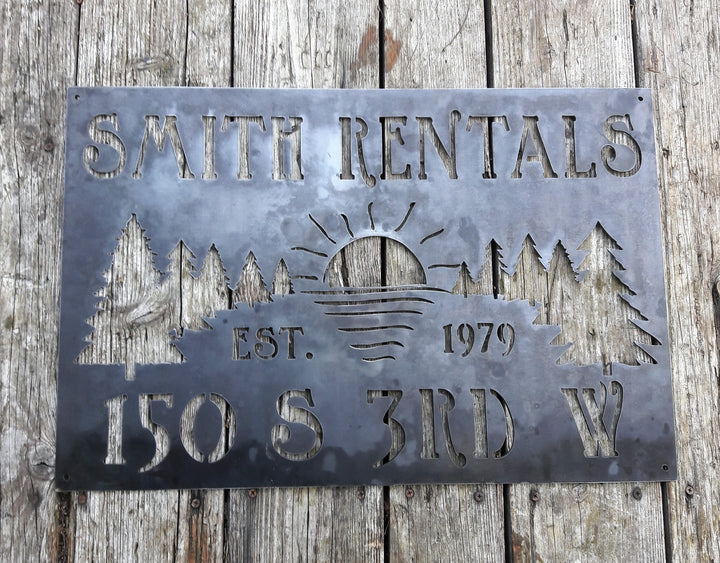 SMITH RENTALS
EST. 1979
150 S 3RD W